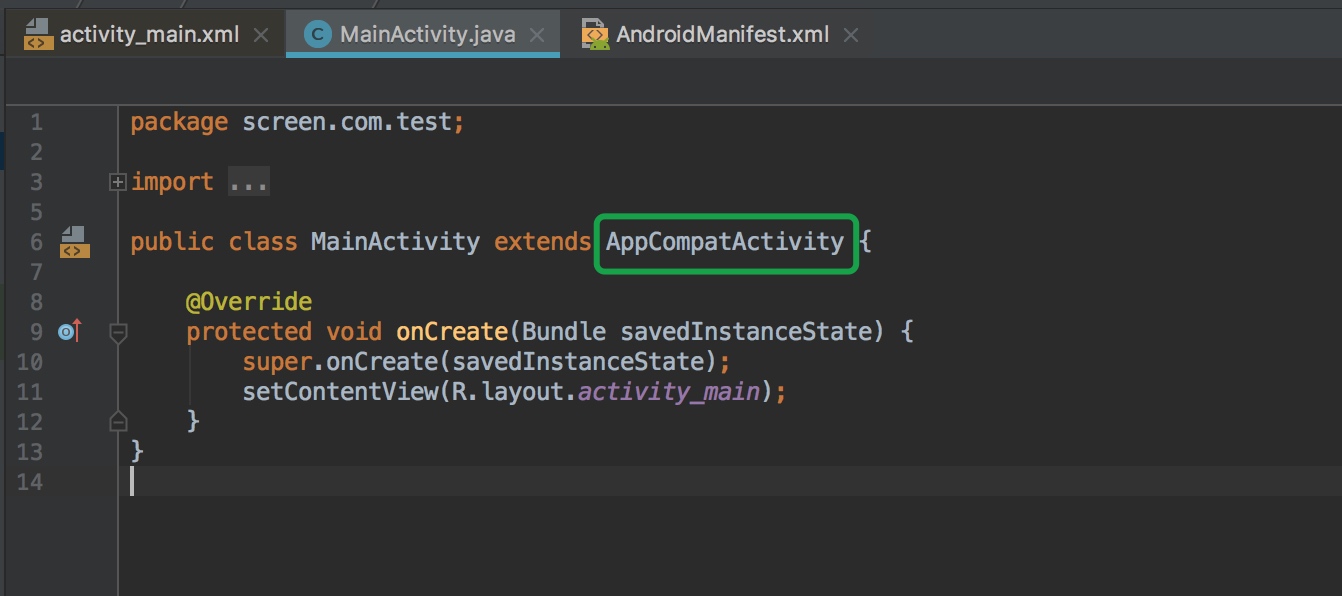 activity_main.xml MainActivity.java AndroidManifest.xml
1 package screen.com.test;
2
3 import ...
5
6 public class MainActivity extends AppCompatActivity {
7
8 @Override
9 protected void onCreate(Bundle savedInstanceState) {
10 super.onCreate(savedInstanceState);
11 setContentView(R.layout.activity_main);
12 }
13 }
14